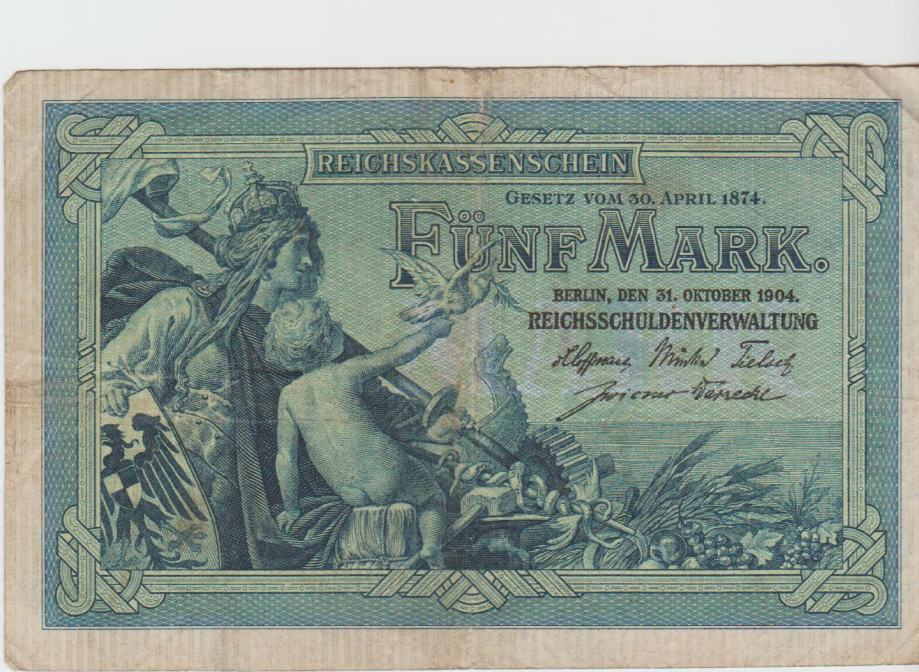 REICHSKASSENSCHEIN
GESETZ VOM 30. APRIL 1874.
FÜNF MARK.
BERLIN, DEN 31. OKTOBER 1904.
REICHSSCHULDENVERWALTUNG